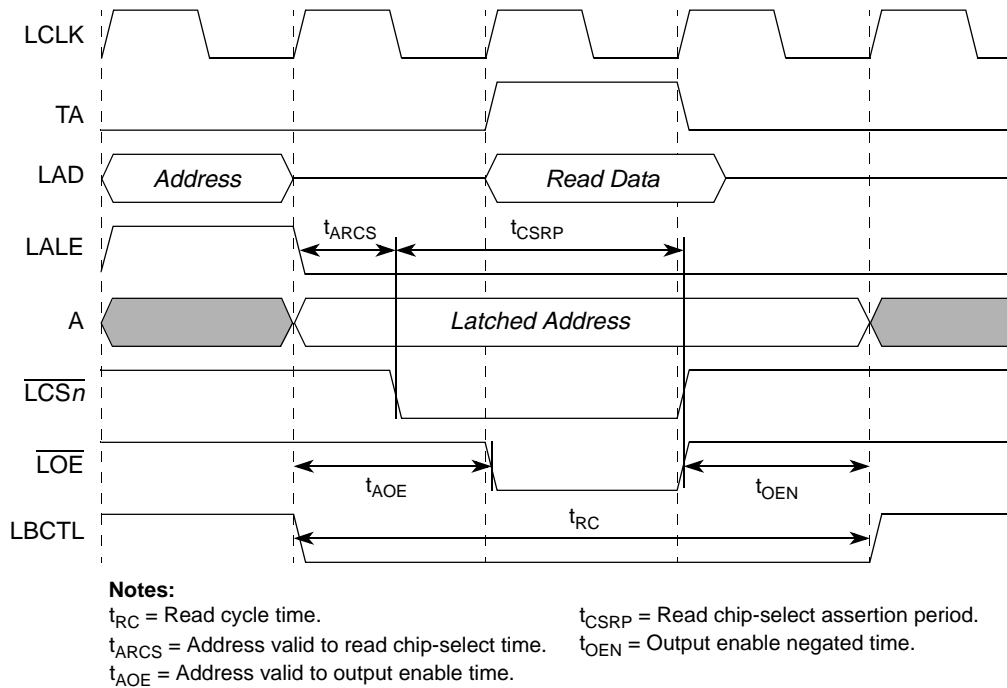 LCLK
TA
LAD Address Read Data
LALE tARCS tCSRP
A Latched Address
LCSn
LOE
tAOE tOEN
LBCTL tRC
Notes:
tRC = Read cycle time. tCSRP = Read chip-select assertion period.
tARCS = Address valid to read chip-select time. tOEN = Output enable negated time.
tAOE = Address valid to output enable time.